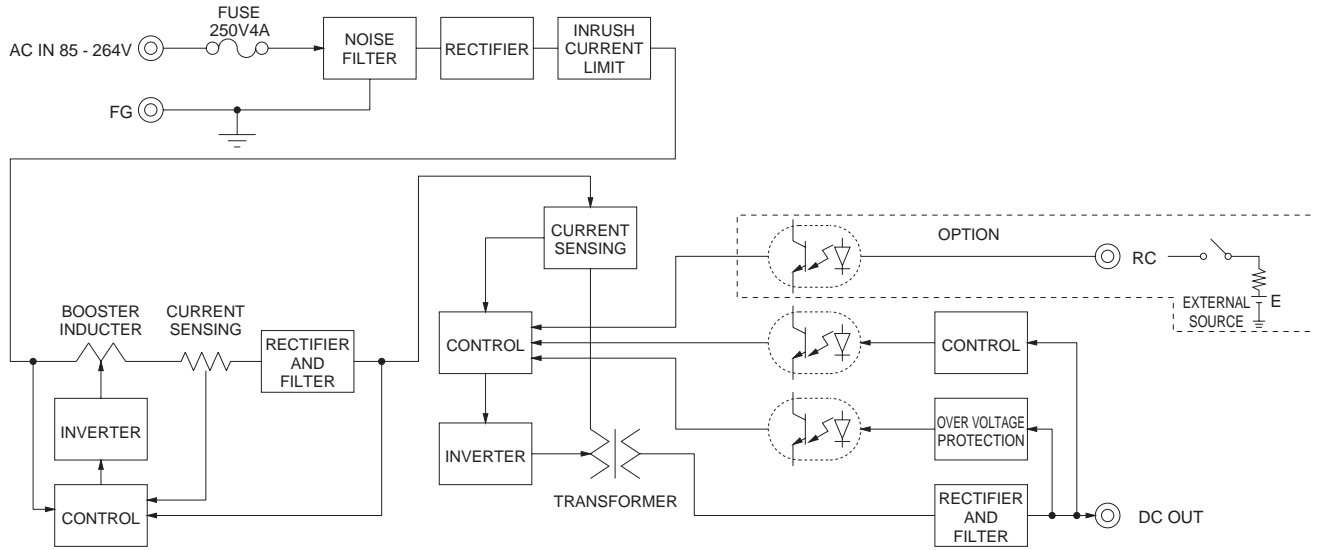 FUSE
250V4A
AC IN 85 - 264V
NOISE
FILTER
RECTIFIER
INRUSH
CURRENT
LIMIT
FG
CURRENT
SENSING
OPTION
RC
EXTERNAL
SOURCE
E
BOOSTER
INDUCTER
CURRENT
SENSING
RECTIFIER
AND
FILTER
CONTROL
CONTROL
INVERTER
INVERTER
OVER VOLTAGE
PROTECTION
TRANSFORMER
CONTROL
RECTIFIER
AND
FILTER
DC OUT